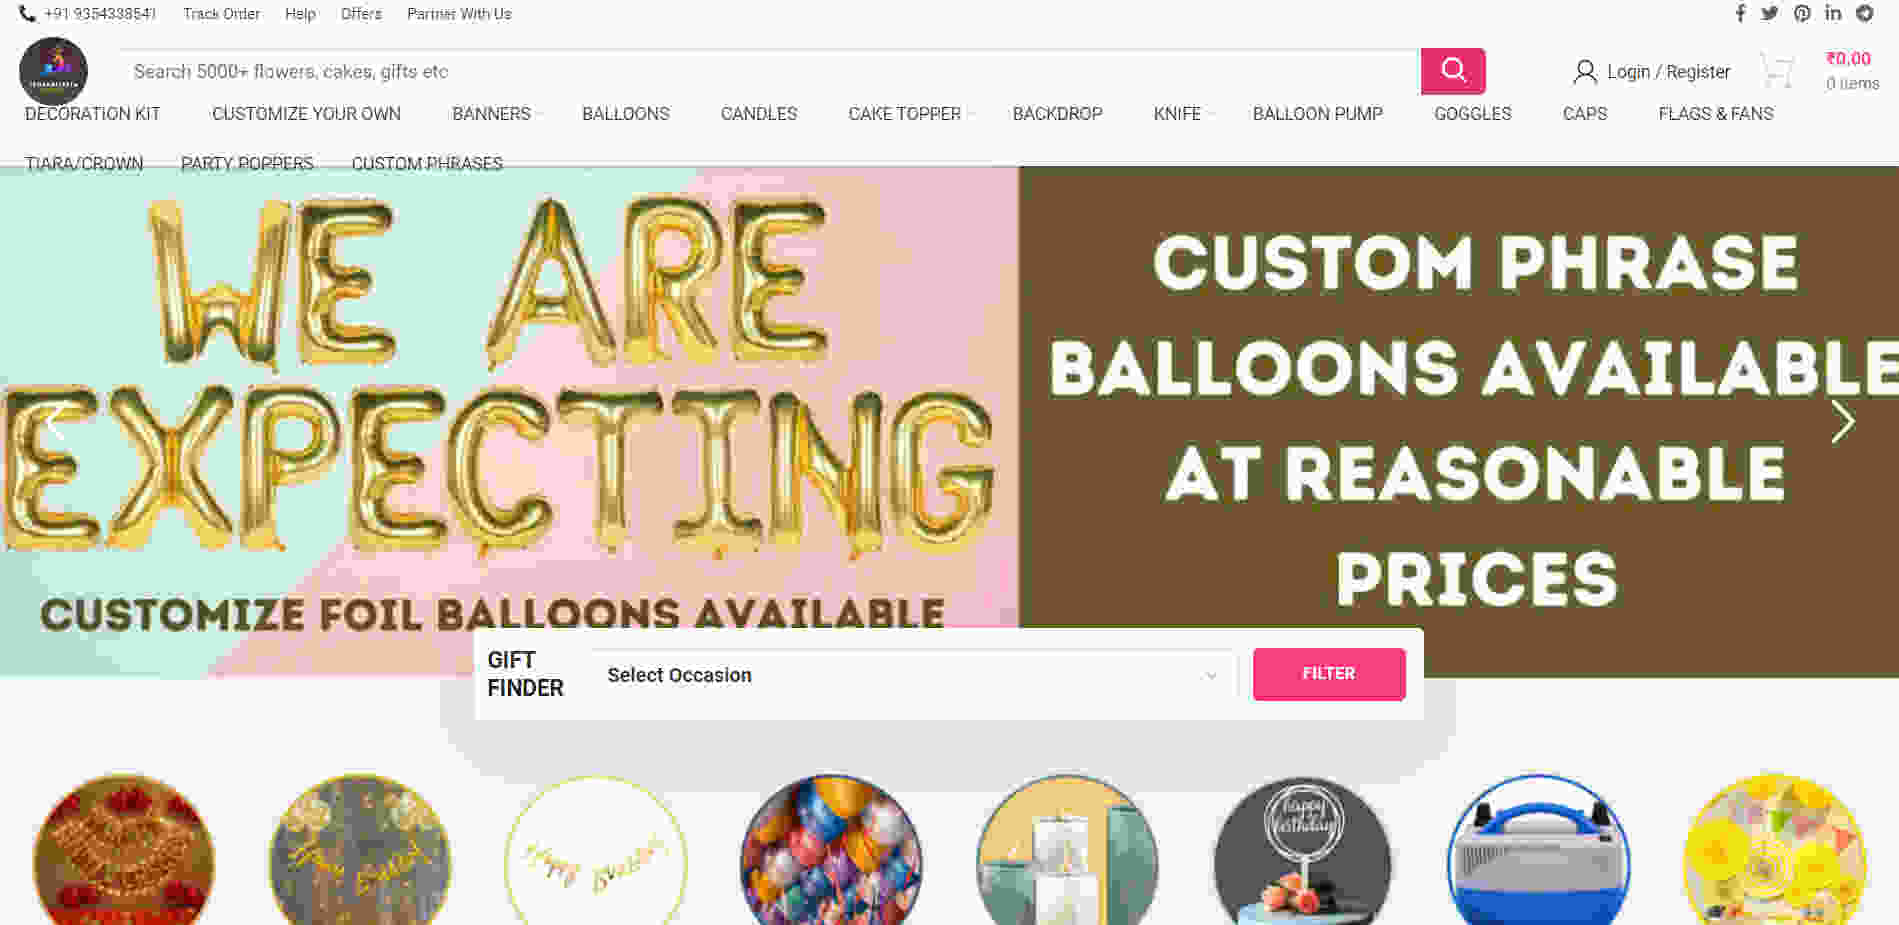 +91 9354338541 Track Order Help Offers Partner With Us
Search 5000+ flowers, cakes, gifts etc
Login / Register
₹0.00
0 items
DECORATION KIT CUSTOMIZE YOUR OWN BANNERS BALLOONS CANDLES CAKE TOPPER BACKDROP KNIFE BALLOON PUMP GOGGLES CAPS FLAGS & FANS
TIARA/CROWN PARTY POPPERS CUSTOM PHRASES
WE ARE
EXPECTING
CUSTOMIZE FOIL BALLOONS AVAILABLE
CUSTOM PHRASE
BALLOONS AVAILABLE
AT REASONABLE
PRICES
GIFT
FINDER
Select Occasion
FILTER
happy
birthday